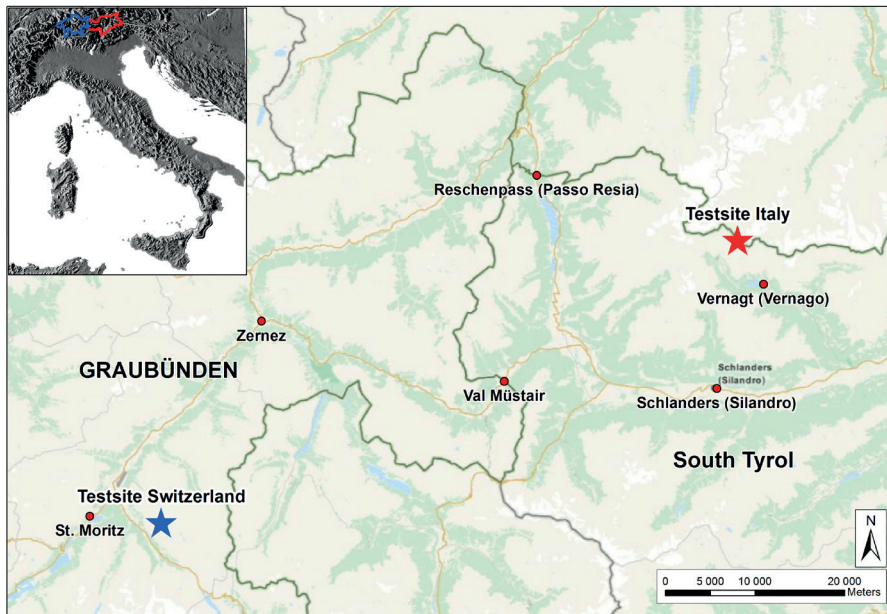 Reschenpass (Passo Resia)
Testsite Italy
Vernagt (Vernago)
Zernez
GRAUBÜNDEN
Val Müstair
Schlanders
(Silandro)
Schlanders (Silandro)
South Tyrol
Testsite Switzerland
St. Moritz
N
0 5 000 10 000 20 000
Meters